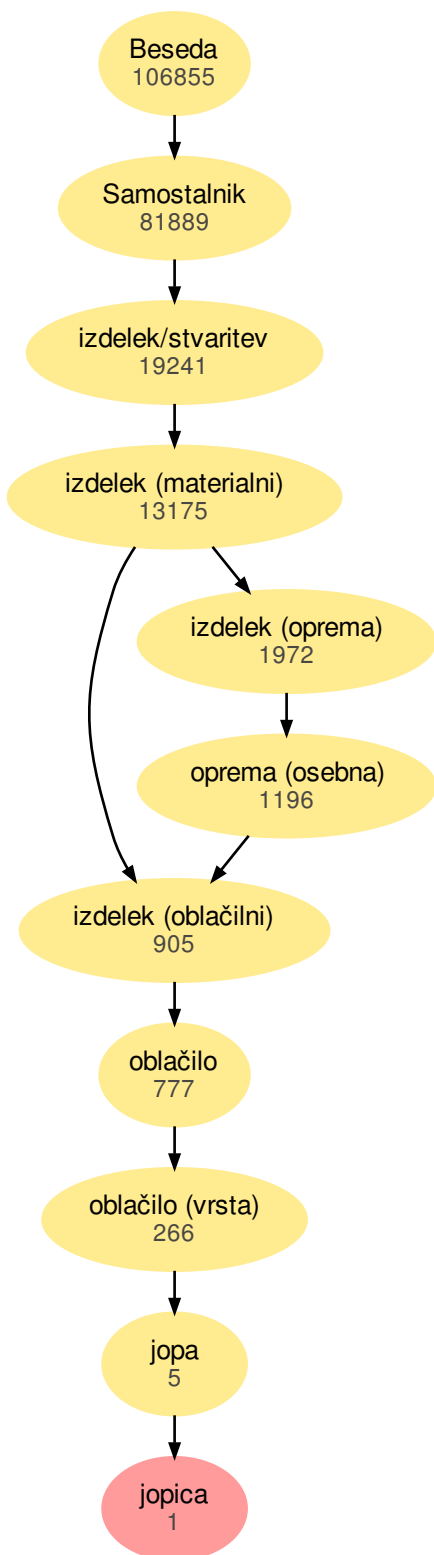 Beseda
106855
Samostalnik
81889
izdelek/stvaritev
19241
izdelek (materialni)
13175
izdelek (oprema)
1972
oprema (osebna)
1196
izdelek (oblačilni)
905
oblačilo
777
oblačilo (vrsta)
266
jopa
5
jopica
1